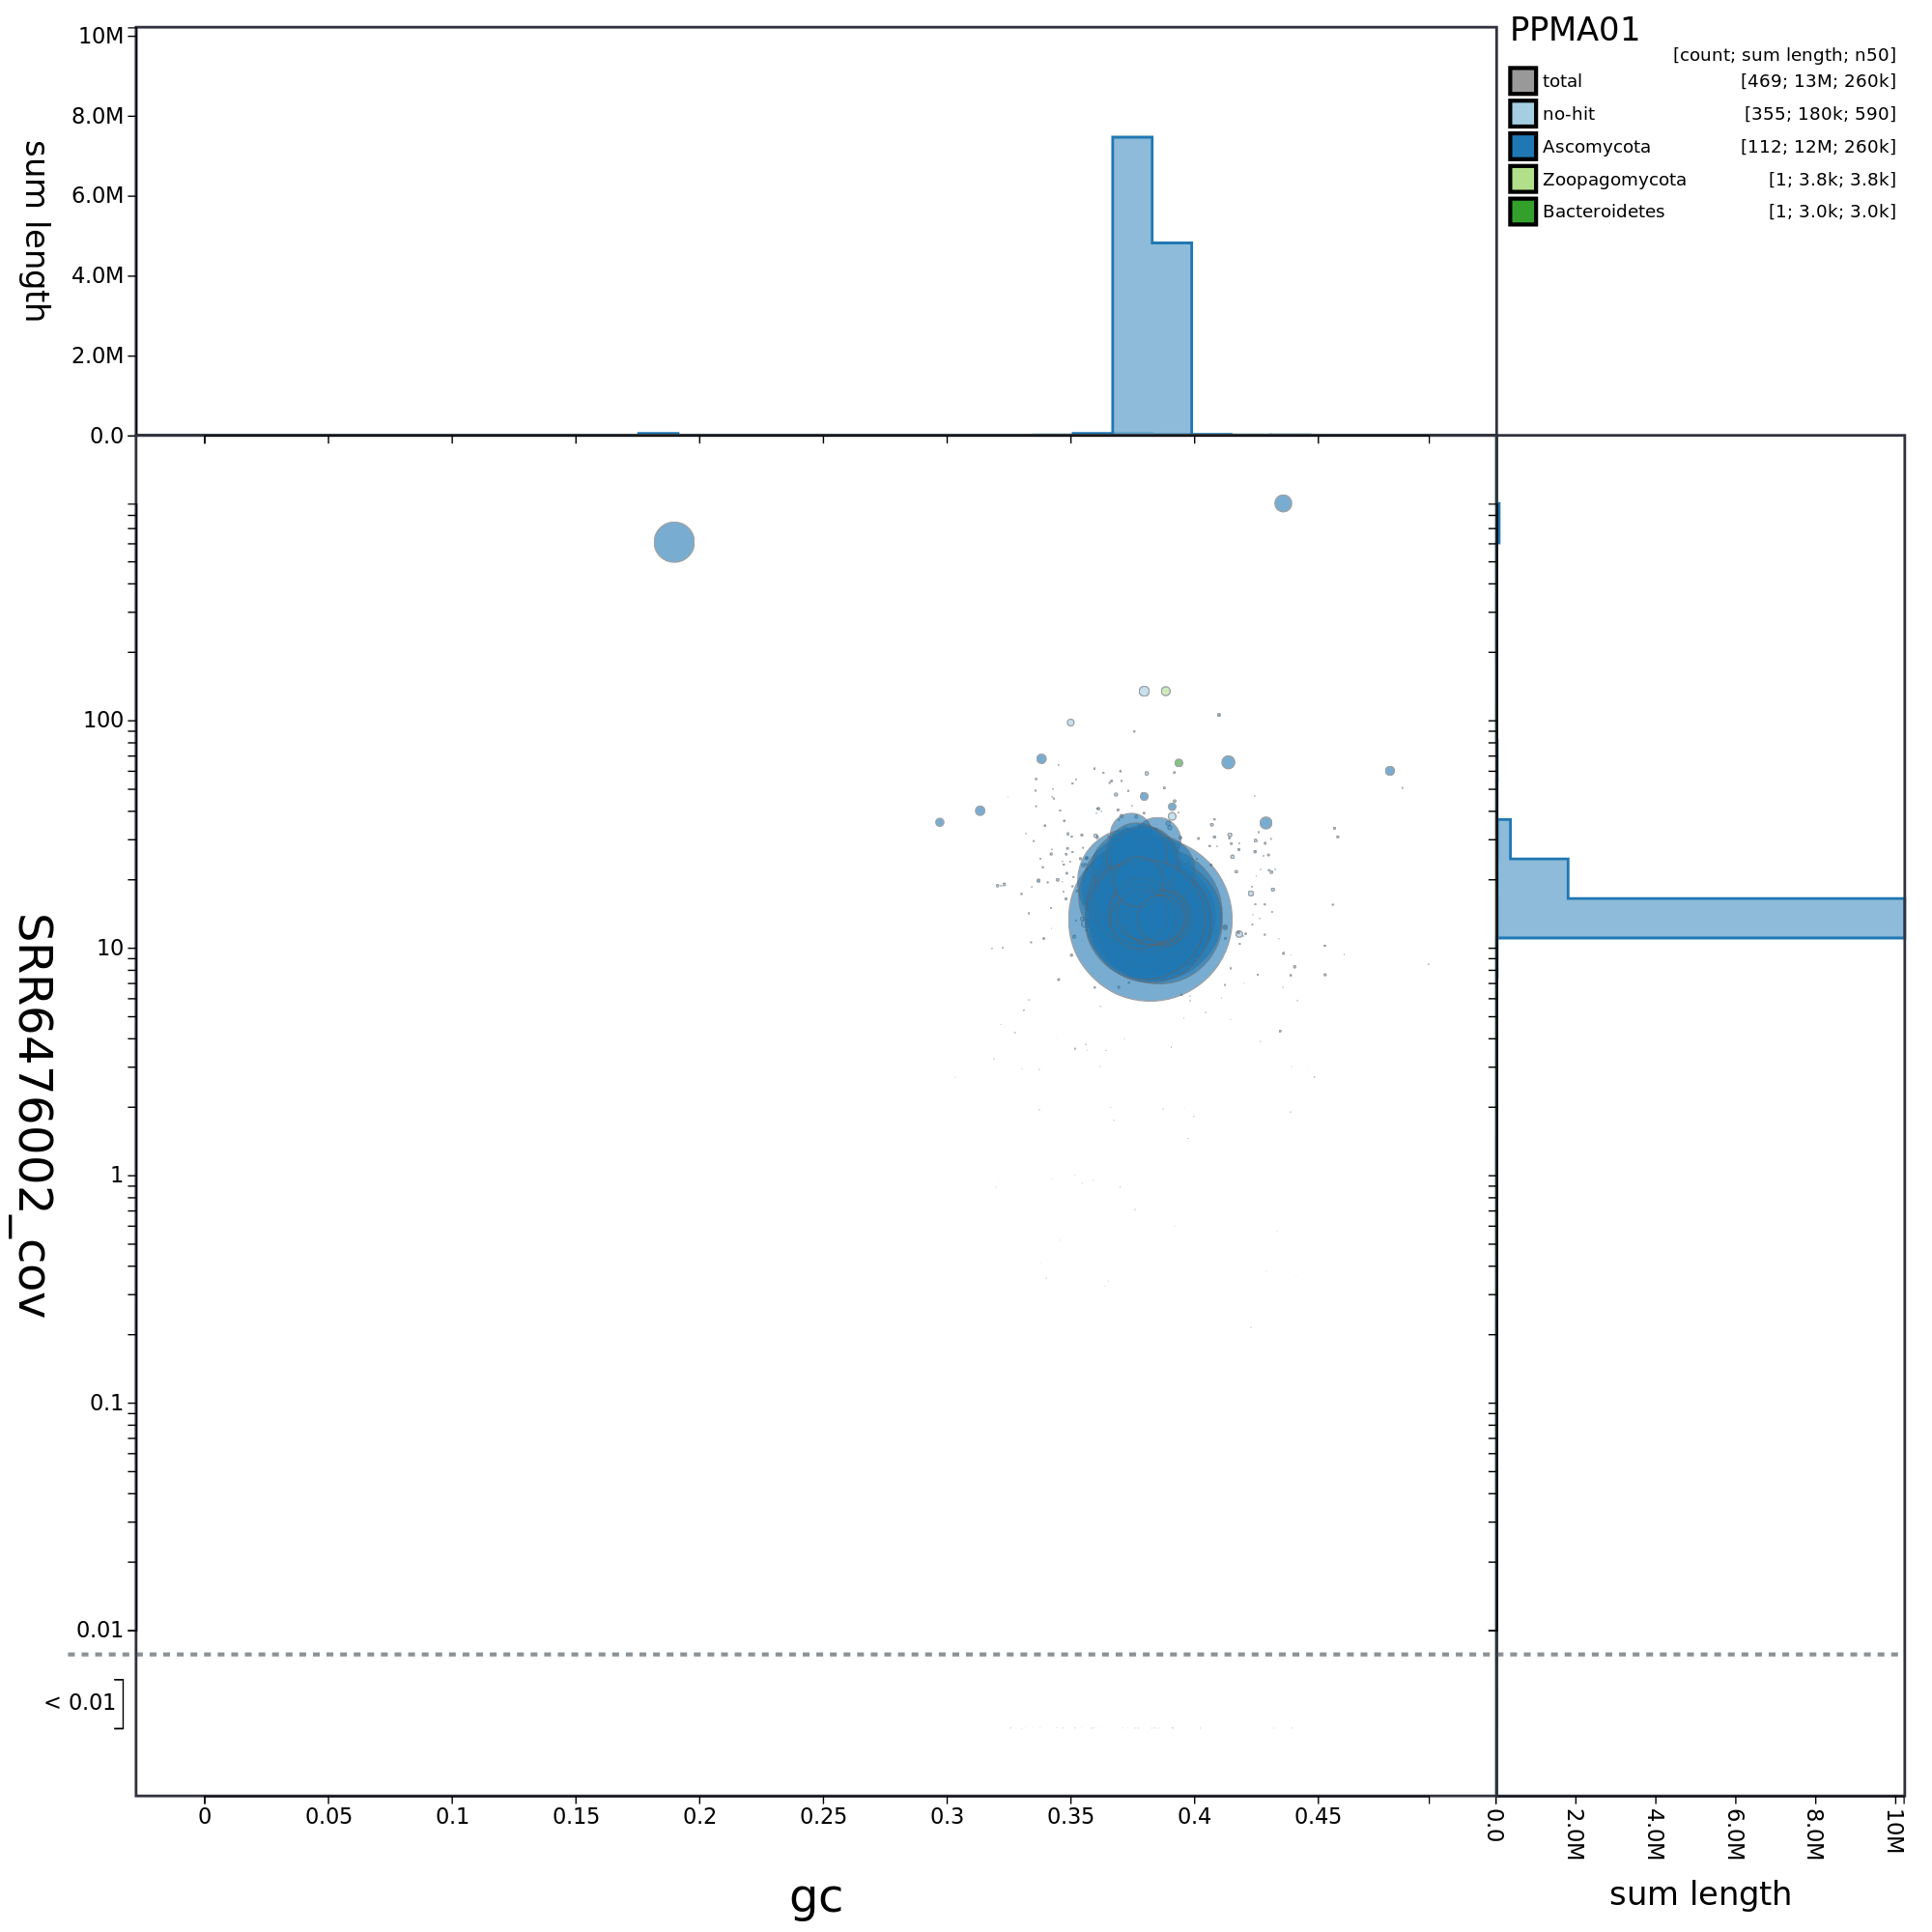 PPMA01
[count; sum length; n50]
total [469; 13M; 260k]
no-hit [355; 180k; 590]
Ascomycota [112; 12M; 260k]
Zoopagomycota [1; 3.8k; 3.8k]
Bacteroidetes [1; 3.0k; 3.0k]
sum length
10M
8.0M
6.0M
4.0M
2.0M
0.0
SRR6476002_cov
100
10
1
0.1
0.01
< 0.01
0 0.05 0.1 0.15 0.2 0.25 0.3 0.35 0.4 0.45
gc
0.0 2.0M 4.0M 6.0M 8.0M 10M
sum length